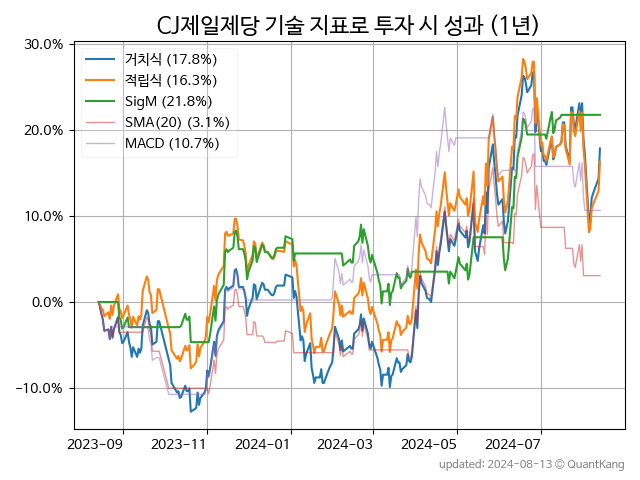 CJ제일제당 기술 지표로 투자 시 성과 (1년)
30.0%
20.0%
10.0%
0.0%
−10.0%
거치식 (17.8%)
적립식 (16.3%)
SigM (21.8%)
SMA(20) (3.1%)
MACD (10.7%)
2023−09 2023−11 2024−01 2024−03 2024−05 2024−07
updated: 2024-08-13 © QuantKang